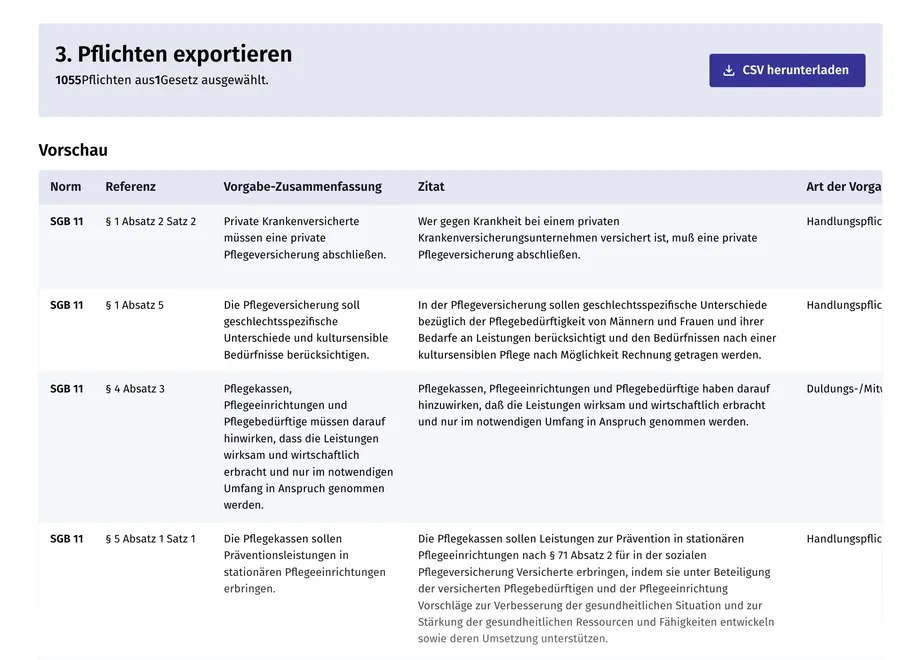 3. Pflichten exportieren
1055Pflichten aus1Gesetz ausgewählt.
CSV herunterladen
Vorschau
Norm Referenz Vorgabe-Zusammenfassung Zitat Art der Vorga
SGB 11 § 1 Absatz 2 Satz 2 Private Krankenversicherte Wer gegen Krankheit bei einem privaten Handlungspflic
müssen eine private Krankenversicherungsunternehmen versichert ist, muß eine private
Pflegeversicherung abschließen. Pflegeversicherung abschließen.
SGB 11 § 1 Absatz 5 Die Pflegeversicherung soll In der Pflegeversicherung sollen geschlechtsspezifische Unterschiede Handlungspflic
geschlechtsspezifische bezüglich der Pflegebedürftigkeit von Männern und Frauen und ihrer
Unterschiede und kultursensible Bedarfe an Leistungen berücksichtigt und den Bedürfnissen nach einer
Bedürfnisse berücksichtigen. kultursensiblen Pflege nach Möglichkeit Rechnung getragen werden.
SGB 11 § 4 Absatz 3 Pflegekassen, Pflegekassen, Pflegeeinrichtungen und Pflegebedürftige haben darauf Duldungs-/Mitw
Pflegeeinrichtungen und hinzuwirken, daß die Leistungen wirksam und wirtschaftlich erbracht
Pflegebedürftige müssen darauf und nur im notwendigen Umfang in Anspruch genommen werden.
hinwirken, dass die Leistungen
wirksam und wirtschaftlich
erbracht und nur im notwendigen
Umfang in Anspruch genommen
werden.
SGB 11 § 5 Absatz 1 Satz 1 Die Pflegekassen sollen Die Pflegekassen sollen Leistungen zur Prävention in stationären Handlungspflic
Präventionsleistungen in Pflegeeinrichtungen nach § 71 Absatz 2 für in der sozialen
stationären Pflegeeinrichtungen Pflegeversicherung Versicherte erbringen, indem sie unter Beteiligung
erbringen. der versicherten Pflegebedürftigen und der Pflegeeinrichtung
Vorschläge zur Verbesserung der gesundheitlichen Situation und zur
Stärkung der gesundheitlichen Ressourcen und Fähigkeiten entwickeln
sowie deren Umsetzung unterstützen.